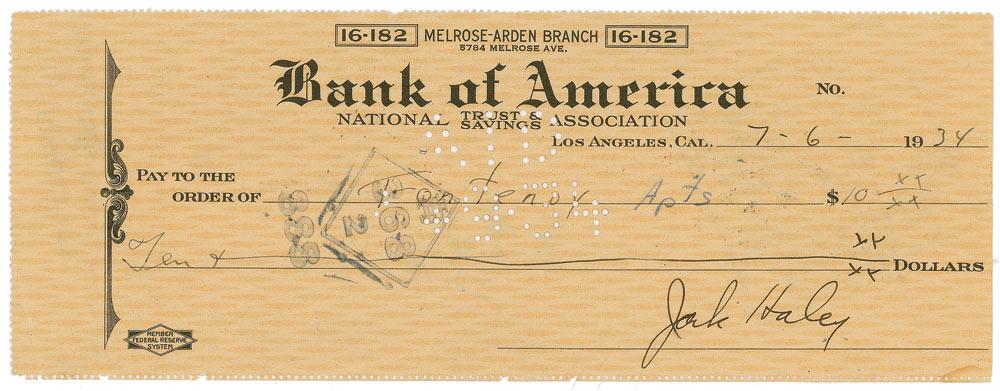 16-182 MELROSE-ARDEN BRANCH 16-182
5784 MELROSE AVE.
Bank of America No.
NATIONAL TRUST & SAVINGS ASSOCIATION
LOS ANGELES, CAL. 7-6- 1934
PAY TO THE
ORDER OF Apts $10 xx/xx
Ten & xx/xx DOLLARS
Jack Haley
MEMBER
FEDERAL RESERVE
SYSTEM